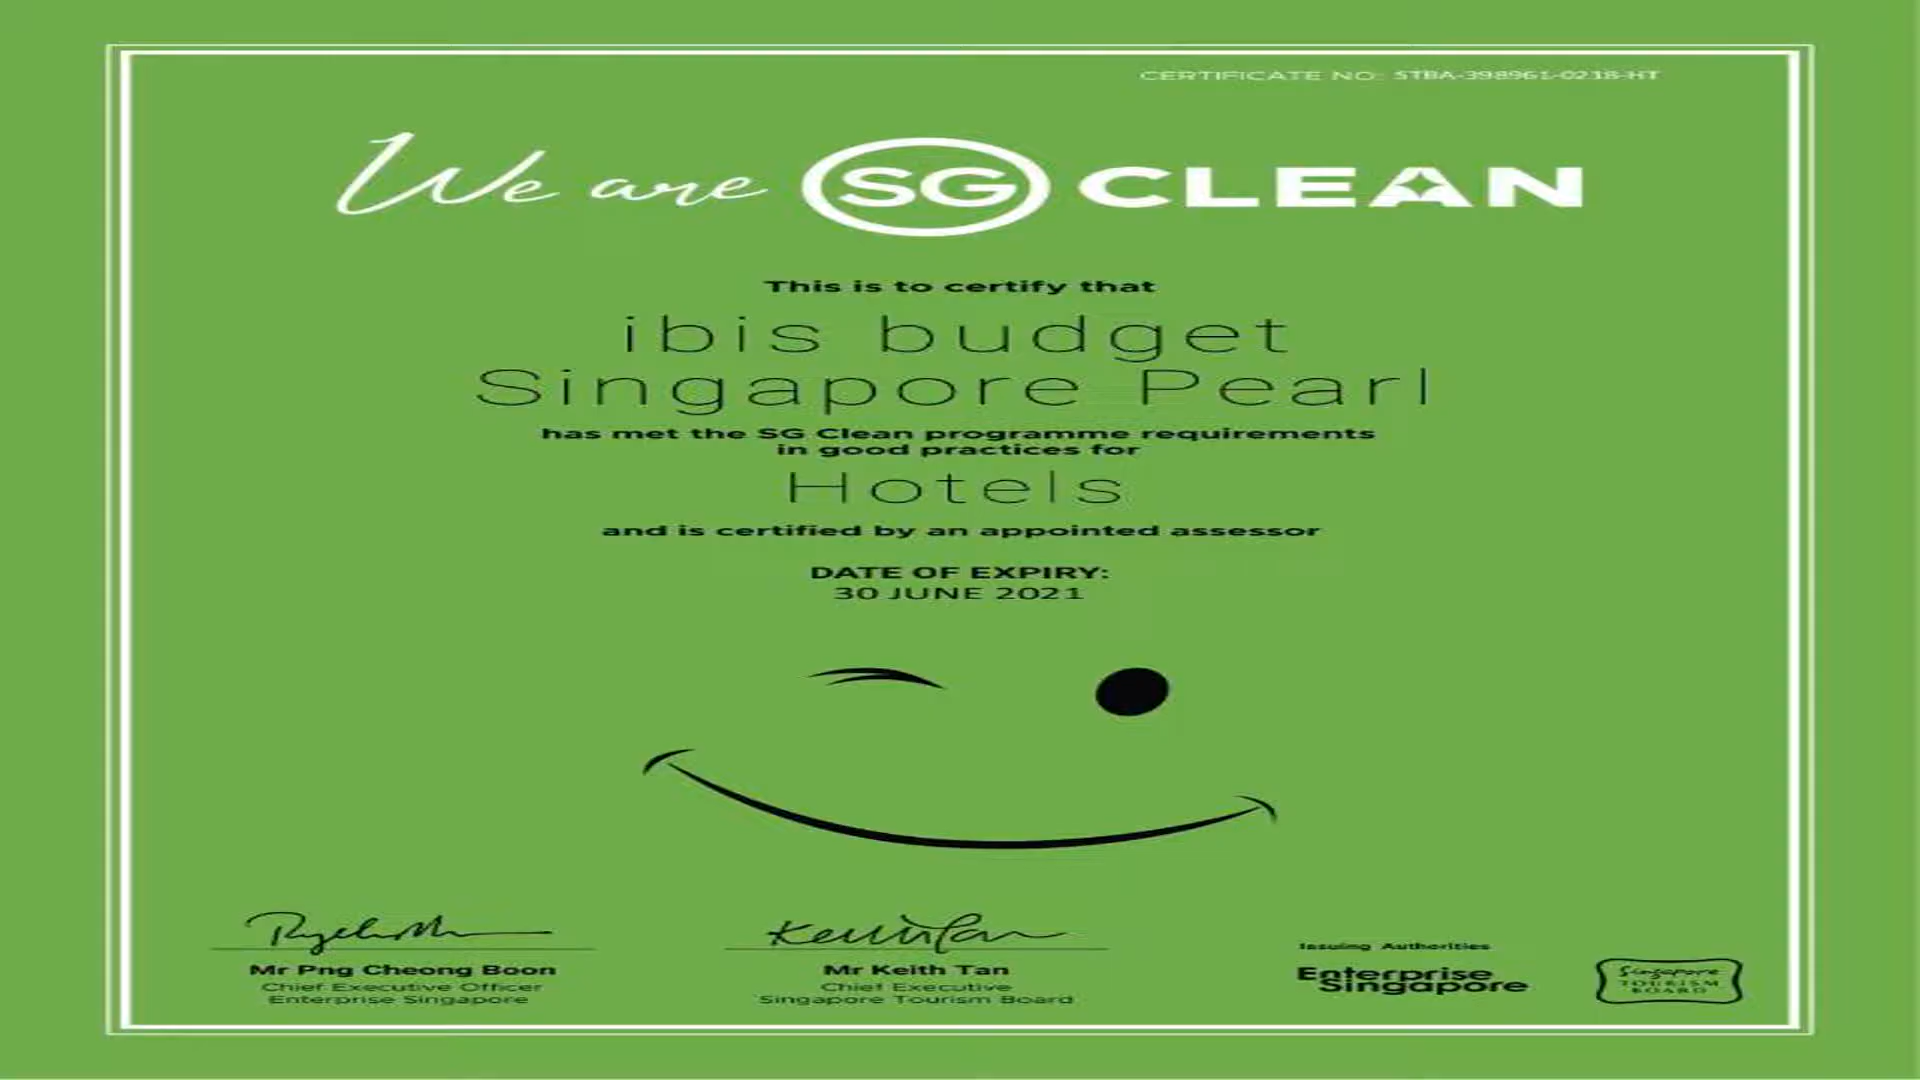 CERTIFICATE NO: STBA-398961-0218-HT
We are SG CLEAN
This is to certify that
ibis budget
Singapore Pearl
has met the SG Clean programme requirements
in good practices for
Hotels
and is certified by an appointed assessor
DATE OF EXPIRY:
30 JUNE 2021
Mr Png Cheong Boon
Chief Executive Officer
Enterprise Singapore
Keith Tan
Mr Keith Tan
Chief Executive
Singapore Tourism Board
Issuing Authorities
Enterprise
Singapore
Singapore
TOURISM
BOARD